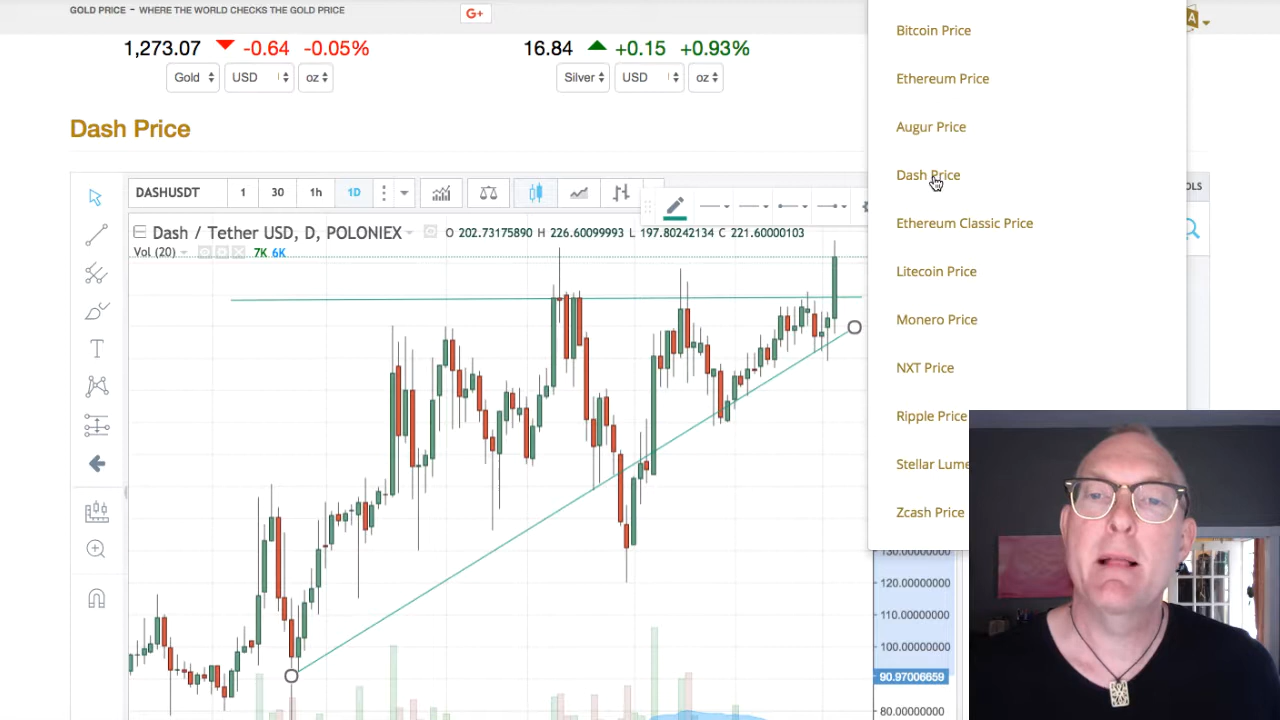 GOLD PRICE - WHERE THE WORLD CHECKS THE GOLD PRICE
G+
1,273.07 -0.64 -0.05%
16.84 +0.15 +0.93%
Gold USD oz
Silver USD oz
Dash Price
DASHUSDT 1 30 1h 1D
Dash / Tether USD, D, POLONIEX O 202.73175890 H 226.60099993 L 197.80242134 C 221.60000103
Vol (20) 7K 6K
T
Bitcoin Price
Ethereum Price
Augur Price
Dash Price
Ethereum Classic Price
Litecoin Price
Monero Price
NXT Price
Ripple Price
Stellar Lume
Zcash Price
OLS
130.00000000
120.00000000
110.00000000
100.00000000
90.97006659
80.00000000